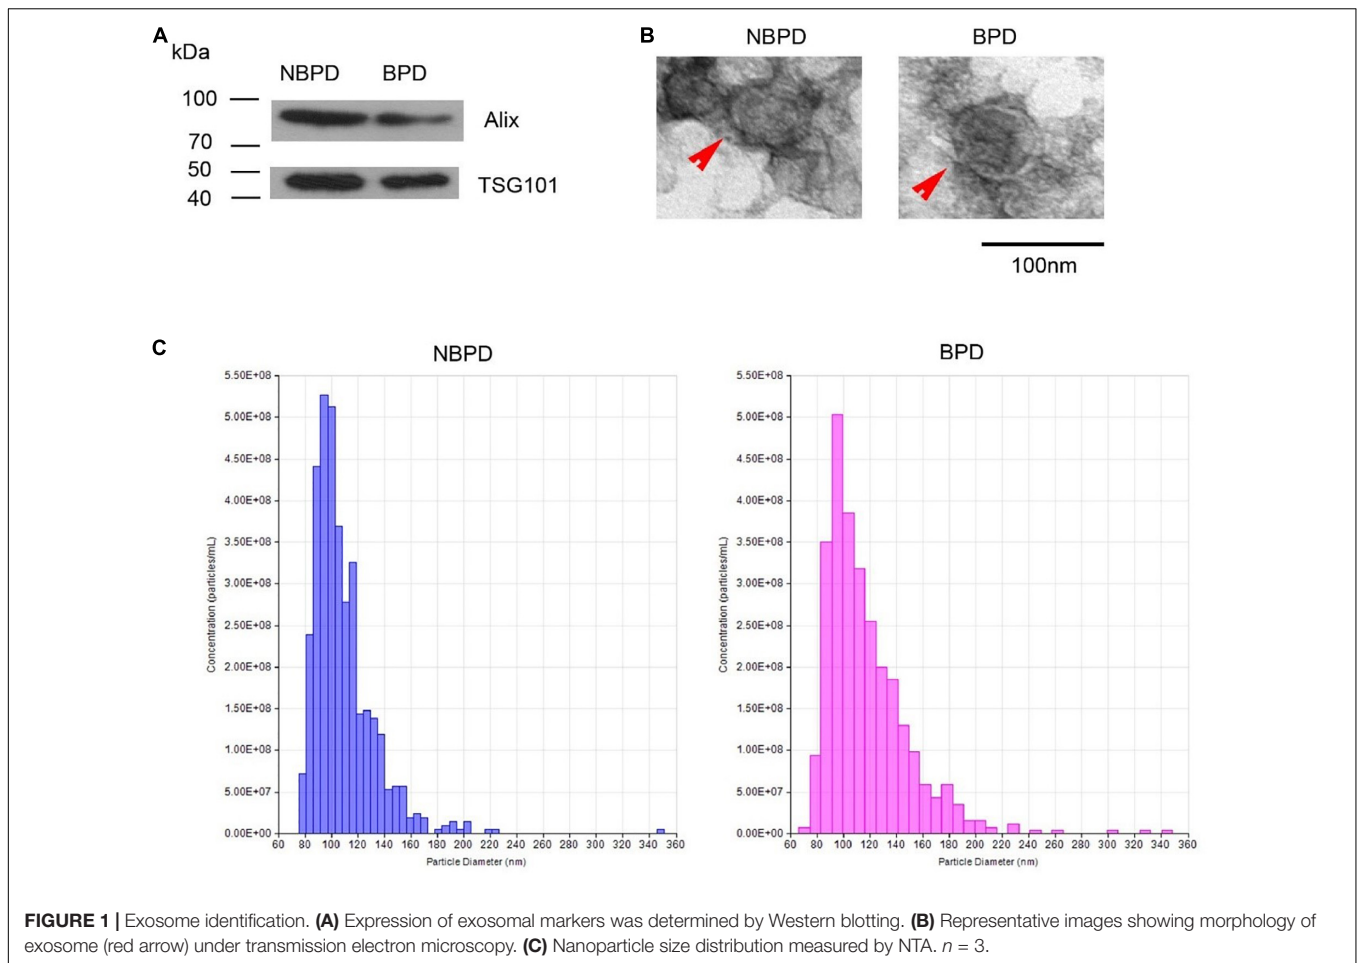 A
kDa
NBPD BPD
100
Alix
70
50
TSG101
40
B
NBPD BPD
100nm
C
NBPD
5.50E+08
5.00E+08
4.50E+08
4.00E+08
3.50E+08
3.00E+08
2.50E+08
2.00E+08
1.50E+08
1.00E+08
5.00E+07
0.00E+00
Concentration (particles/mL)
60 80 100 120 140 160 180 200 220 240 260 280 300 320 340 360
Particle Diameter (nm)
BPD
5.50E+08
5.00E+08
4.50E+08
4.00E+08
3.50E+08
3.00E+08
2.50E+08
2.00E+08
1.50E+08
1.00E+08
5.00E+07
0.00E+00
Concentration (particles/mL)
60 80 100 120 140 160 180 200 220 240 260 280 300 320 340 360
Particle Diameter (nm)
FIGURE 1 | Exosome identification. (A) Expression of exosomal markers was determined by Western blotting. (B) Representative images showing morphology of
exosome (red arrow) under transmission electron microscopy. (C) Nanoparticle size distribution measured by NTA. n = 3.